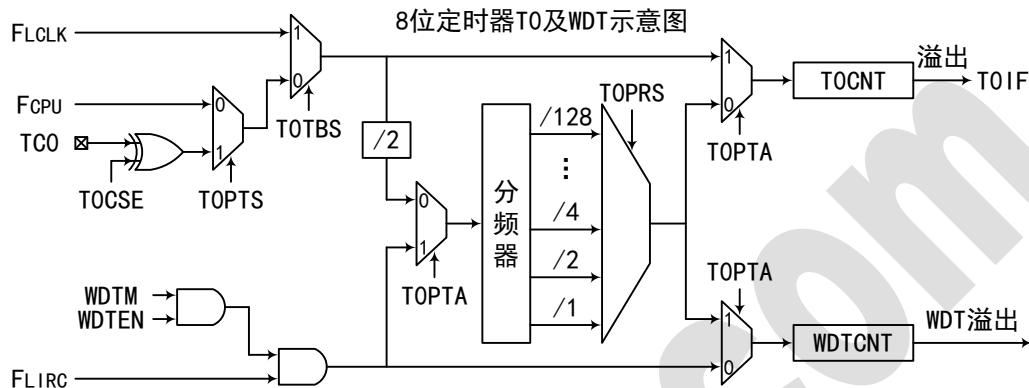 8位定时器T0及WDT示意图
FLCLK
1
0
T0TBS
FCPU
TC0
0
1
T0CSE
T0PTS
/2
0
1
T0PTA
分频器
/128
⋮
/4
/2
/1
T0PRS
1
0
T0PTA
T0CNT
溢出
T0IF
WDTM
WDTEN
FLIRC
T0PTA
1
0
WDTCNT
WDT溢出
com